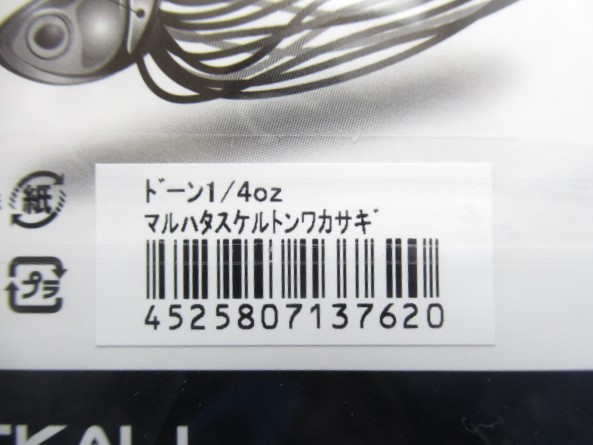 ドーン1/4oz
マルハタスケルトンワカサギ
4525807137620
紙
プラ